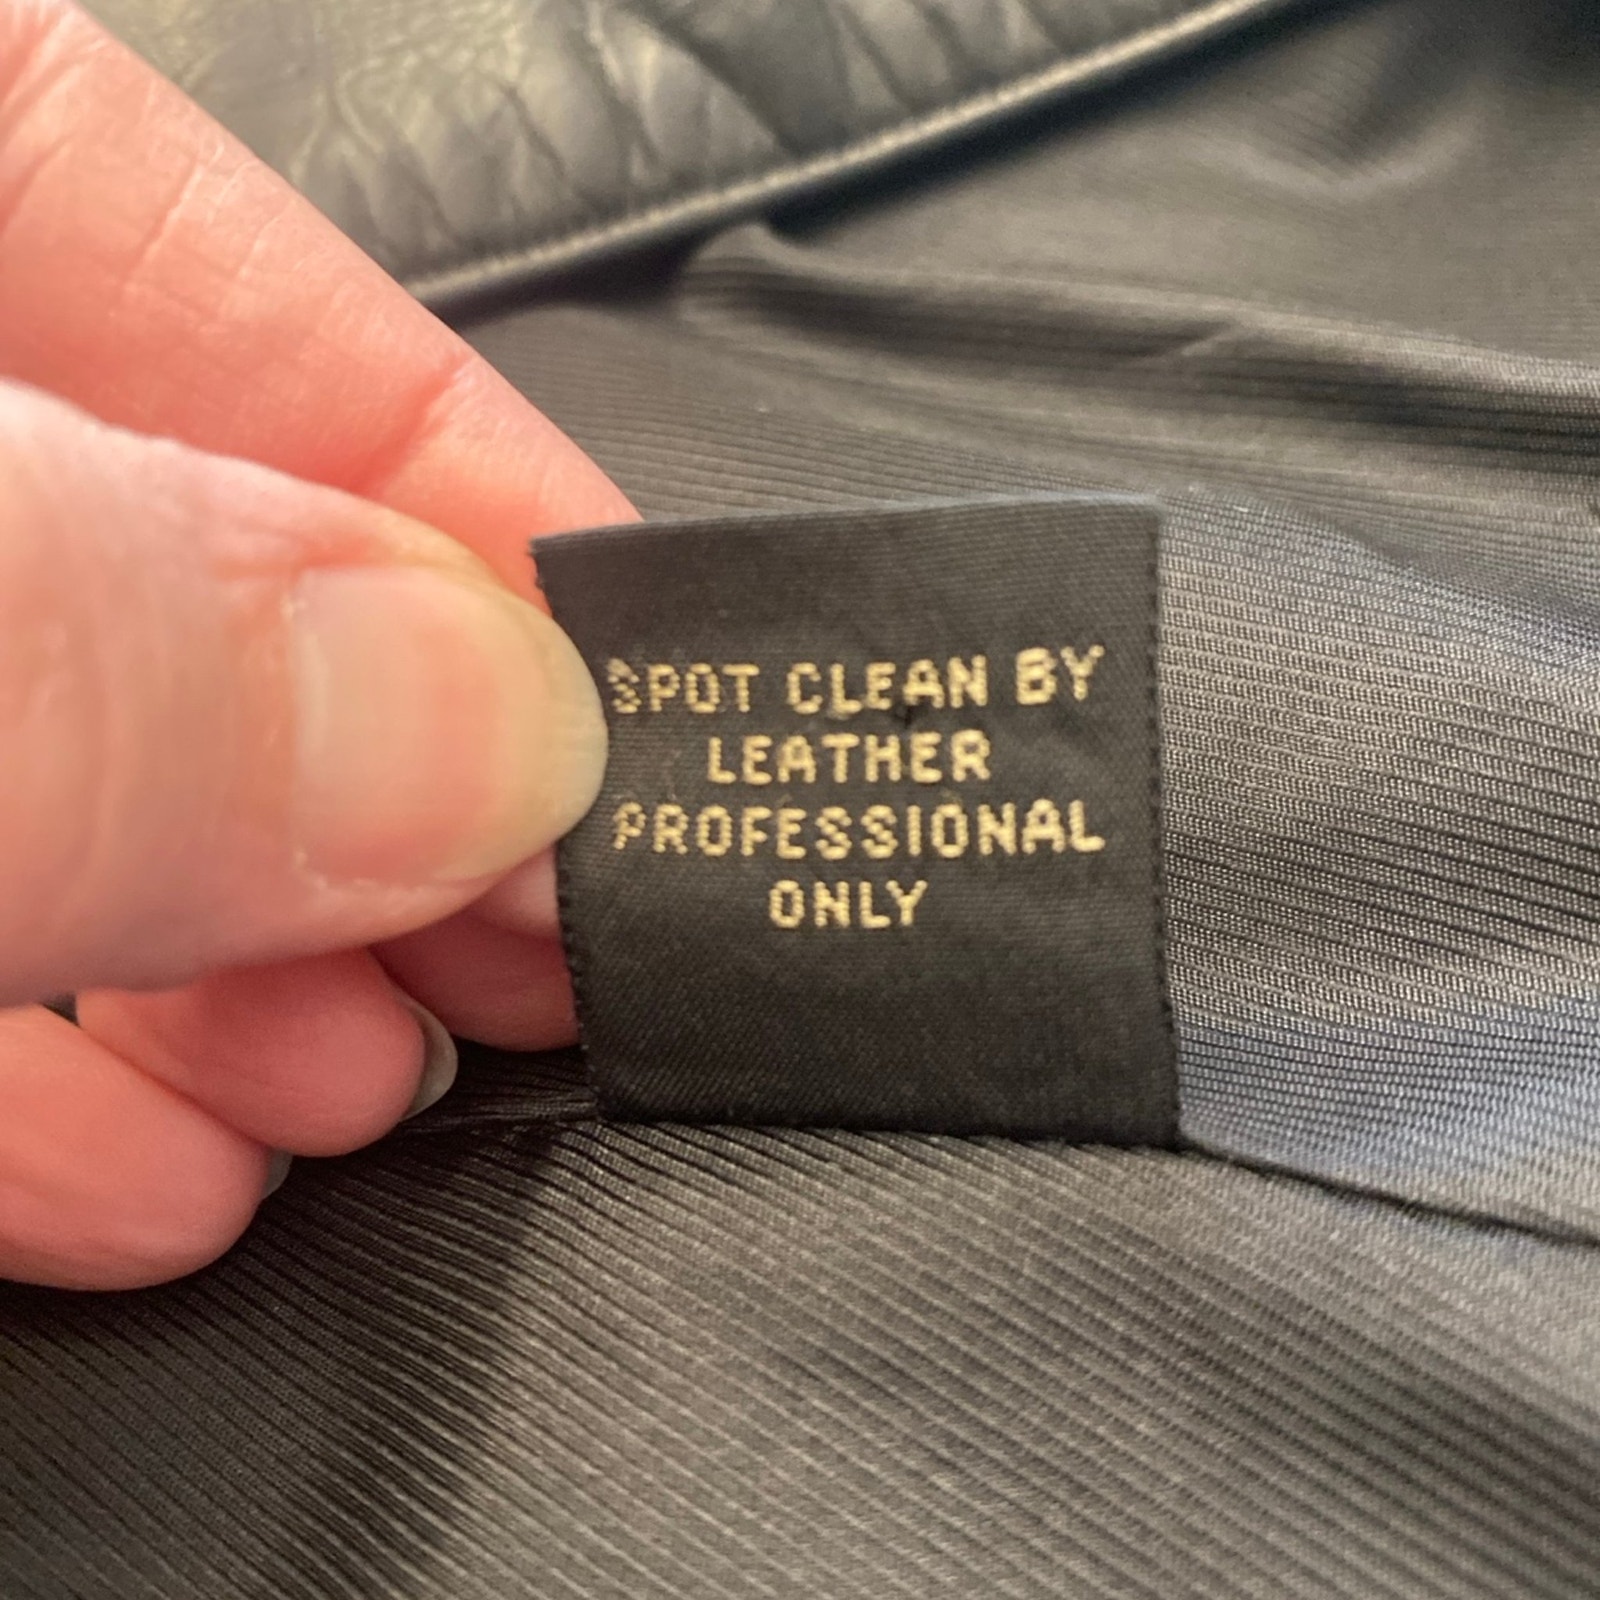 SPOT CLEAN BY
LEATHER
PROFESSIONAL
ONLY